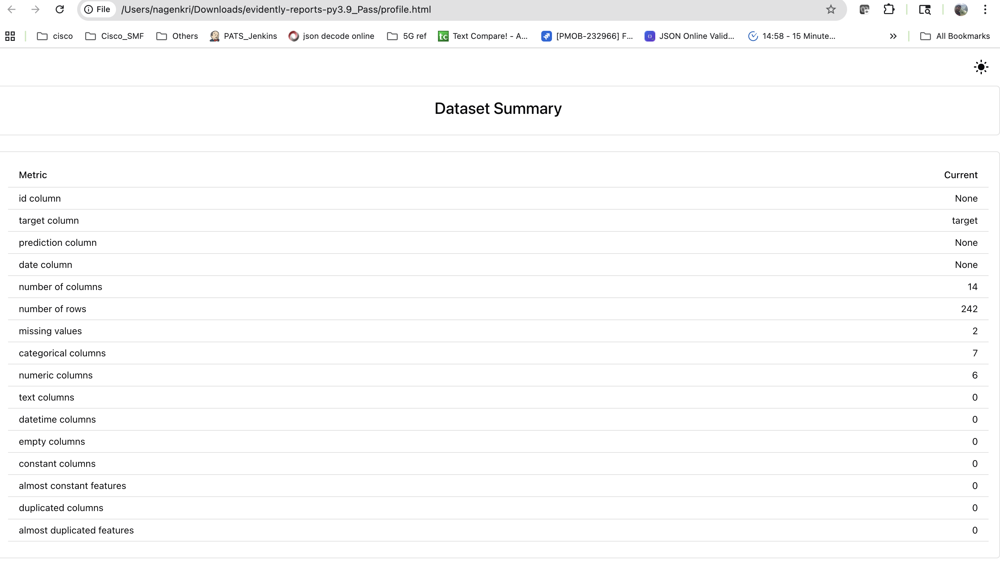 File /Users/nagenkri/Downloads/evidently-reports-py3.9_Pass/profile.html
cisco Cisco_SMF Others PATS_Jenkins json decode online 5G ref tc Text Compare! - A... [PMOB-232966] F... JSON Online Valid... 14:58 - 15 Minute... » All Bookmarks
Dataset Summary
Metric Current
id column None
target column target
prediction column None
date column None
number of columns 14
number of rows 242
missing values 2
categorical columns 7
numeric columns 6
text columns 0
datetime columns 0
empty columns 0
constant columns 0
almost constant features 0
duplicated columns 0
almost duplicated features 0